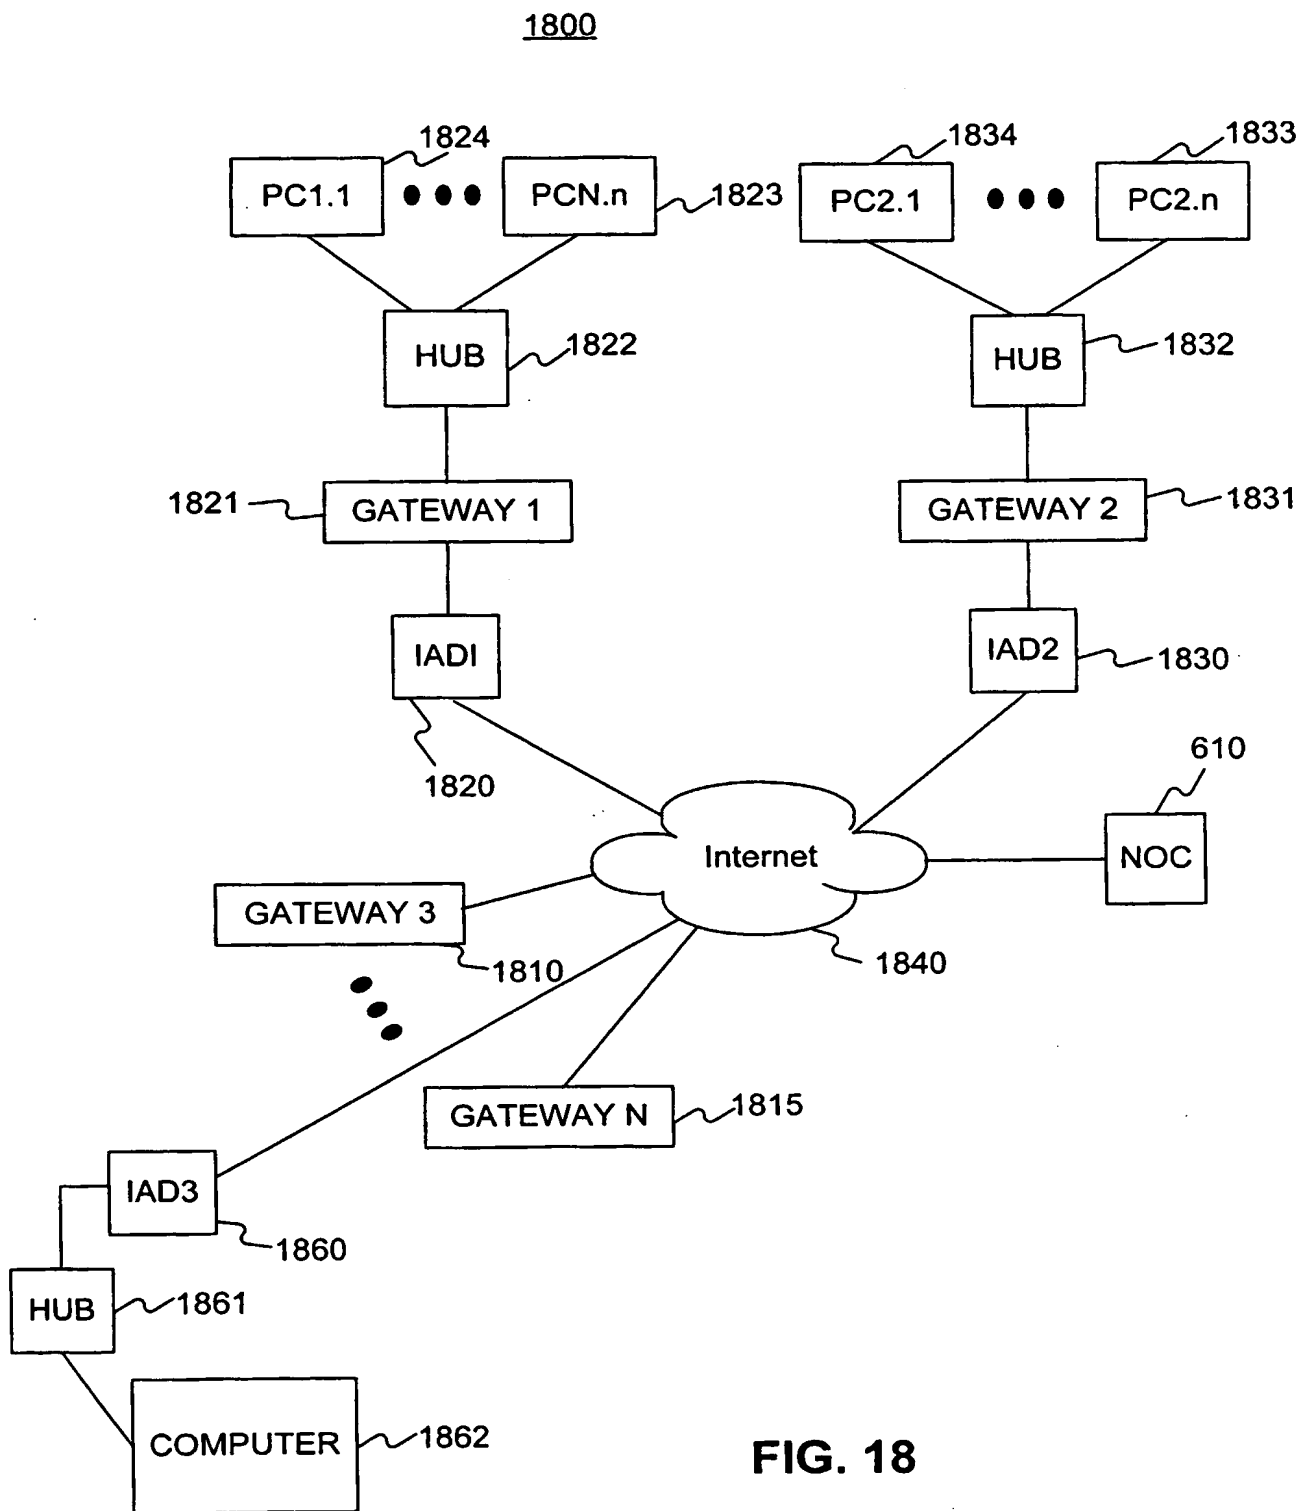 1800
1824
1834
1833
PC1.1
PCN.n
1823
PC2.1
PC2.n
HUB
1822
HUB
1832
1821
GATEWAY 1
GATEWAY 2
1831
IADI
IAD2
1830
1820
610
Internet
NOC
GATEWAY 3
1810
1840
GATEWAY N
1815
IAD3
1860
HUB
1861
COMPUTER
1862
FIG. 18